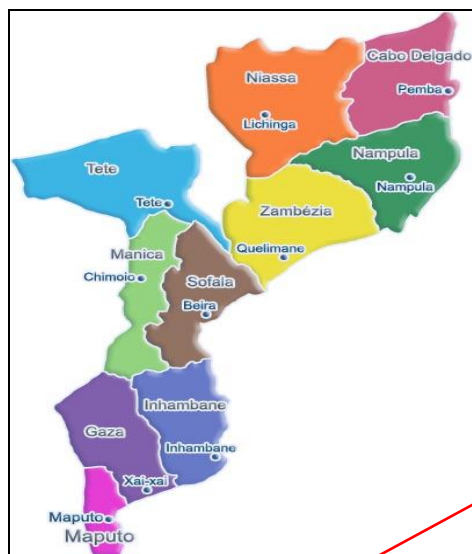 Cabo Delgado
Niassa
Pemba
Lichinga
Nampula
Nampula
Tete
Tete
Zambézia
Quelimane
Manica
Chimoio
Sofala
Beira
Inhambane
Gaza
Inhambane
Xai-xai
Maputo
Maputo